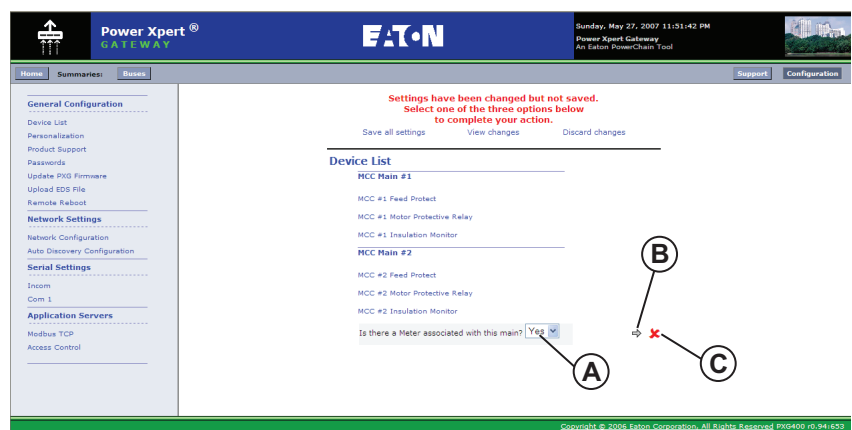 Power Xpert ®
GATEWAY
EATON
Sunday, May 27, 2007 11:51:42 PM
Power Xpert Gateway
An Eaton PowerChain Tool
Home Summaries: Buses Support Configuration
General Configuration
Device List
Personalization
Product Support
Passwords
Update PXG Firmware
Upload EDS File
Remote Reboot
Network Settings
Network Configuration
Auto Discovery Configuration
Serial Settings
Incom
Com 1
Application Servers
Modbus TCP
Access Control
Settings have been changed but not saved.
Select one of the three options below
to complete your action.
Save all settings View changes Discard changes
Device List
MCC Main #1
MCC #1 Feed Protect
MCC #1 Motor Protective Relay
MCC #1 Insulation Monitor
MCC Main #2
MCC #2 Feed Protect
MCC #2 Motor Protective Relay
MCC #2 Insulation Monitor
Is there a Meter associated with this main? Yes
B
A
C
Copyright © 2006 Eaton Corporation. All Rights Reserved PXG400 r0.94:653